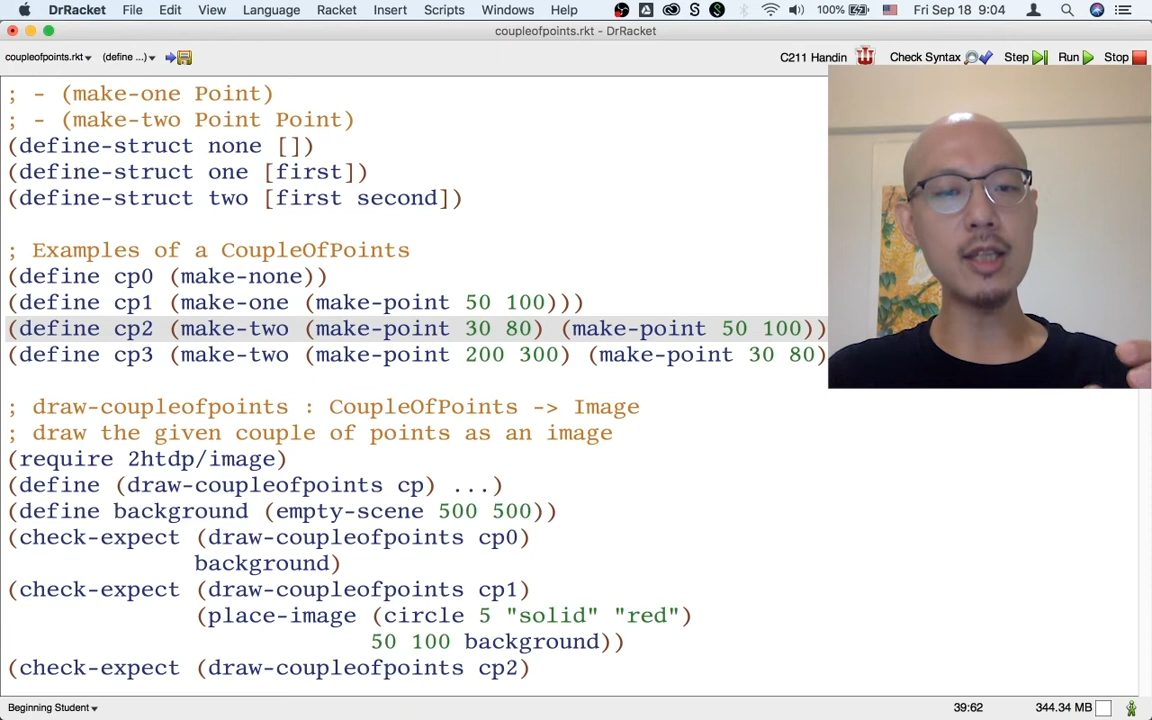 DrRacket File Edit View Language Racket Insert Scripts Windows Help 100% Fri Sep 18 9:04
coupleofpoints.rkt - DrRacket
coupleofpoints.rkt (define ...) C211 Handin Check Syntax Step Run Stop
; - (make-one Point)
; - (make-two Point Point)
(define-struct none [])
(define-struct one [first])
(define-struct two [first second])
; Examples of a CoupleOfPoints
(define cp0 (make-none))
(define cp1 (make-one (make-point 50 100)))
(define cp2 (make-two (make-point 30 80) (make-point 50 100))
(define cp3 (make-two (make-point 200 300) (make-point 30 80)
; draw-coupleofpoints : CoupleOfPoints -> Image
; draw the given couple of points as an image
(require 2htdp/image)
(define (draw-coupleofpoints cp) ...)
(define background (empty-scene 500 500))
(check-expect (draw-coupleofpoints cp0)
background)
(check-expect (draw-coupleofpoints cp1)
(place-image (circle 5 "solid" "red")
50 100 background))
(check-expect (draw-coupleofpoints cp2)
Beginning Student 39:62 344.34 MB